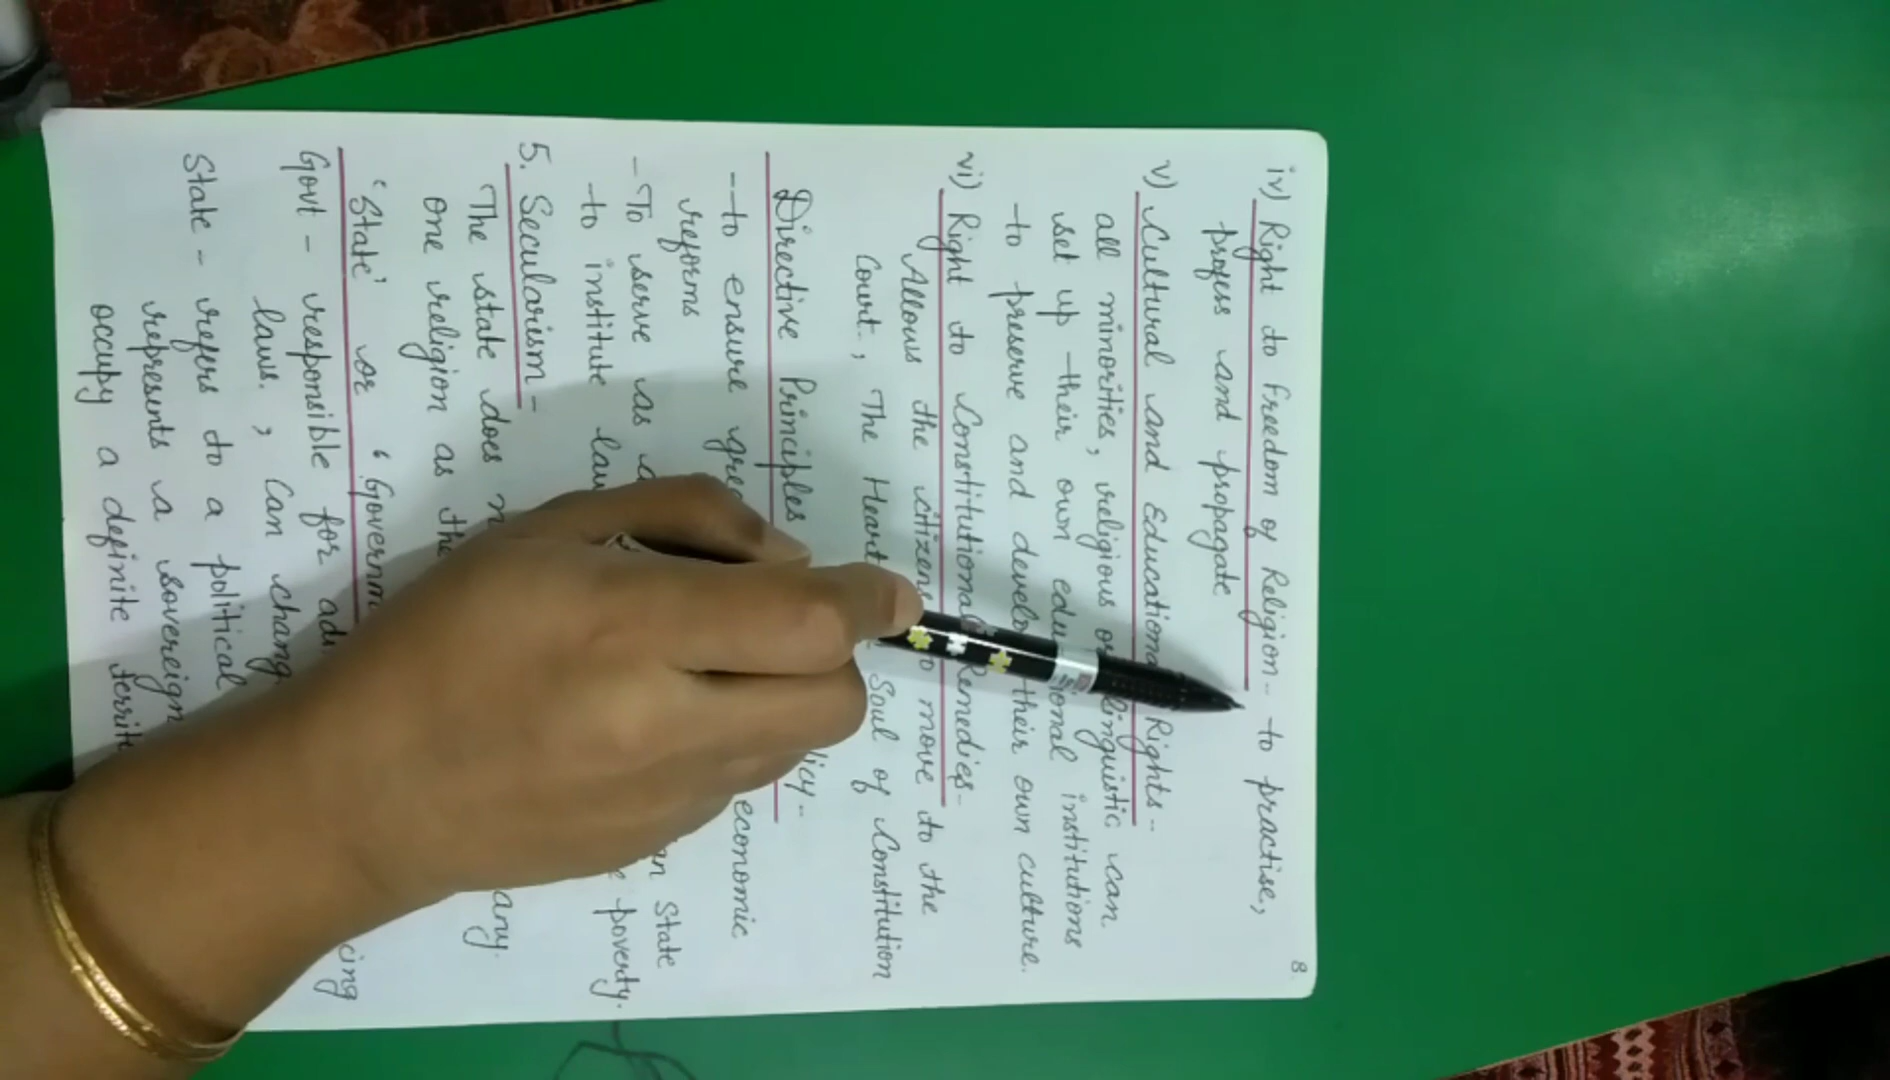 8
iv) Right to Freedom of Religion - to practise,
profess and propagate
v) Cultural and Educational Rights -
all minorities, religious or linguistic can
set up their own educational institutions
to preserve and develop their own culture.
vi) Right to Constitutional Remedies -
Allows the citizens to move to the
Court, The Heart Soul of Constitution
Directive Principles
- to ensure economic
reforms
- To serve as state
to institute poverty.
5. Secularism -
The state does any
one religion as the
'State' or '
Govt - responsible for
laws. ; Can
State - refers to a political
represents a sovereign
occupy a definite